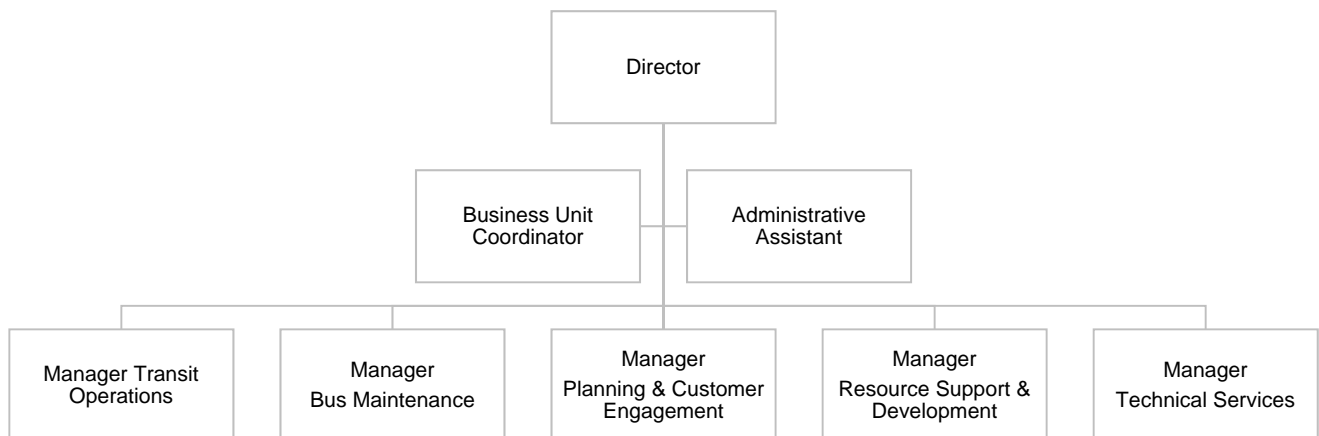 Director
Business Unit
Coordinator
Administrative
Assistant
Manager Transit
Operations
Manager
Bus Maintenance
Manager
Planning & Customer
Engagement
Manager
Resource Support &
Development
Manager
Technical Services